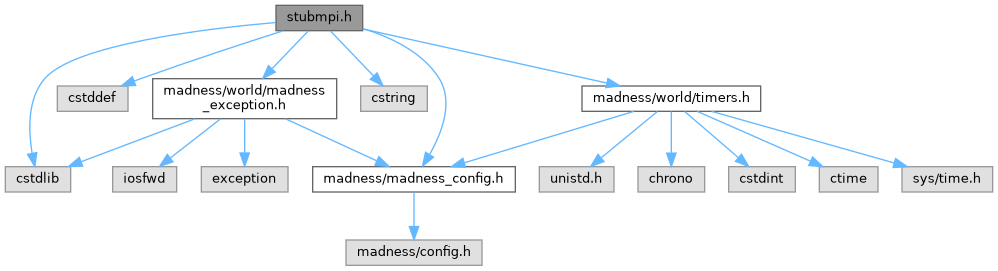 stubmpi.h
cstddef
madness/world/madness
_exception.h
cstring
madness/world/timers.h
cstdlib
iosfwd
exception
madness/madness_config.h
unistd.h
chrono
cstdint
ctime
sys/time.h
madness/config.h